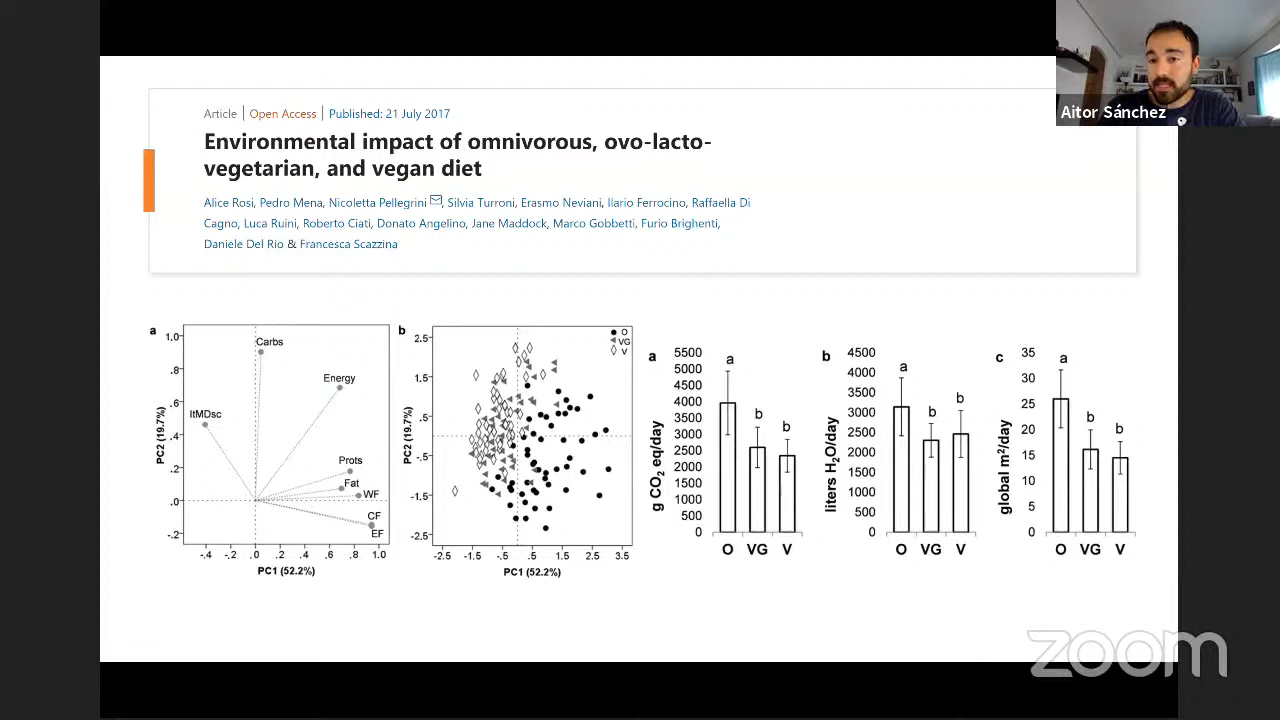 Aitor Sánchez
Article | Open Access | Published: 21 July 2017
Environmental impact of omnivorous, ovo-lacto-
vegetarian, and vegan diet
Alice Rosi, Pedro Mena, Nicoletta Pellegrini, Silvia Turroni, Erasmo Neviani, Ilario Ferrocino, Raffaella Di
Cagno, Luca Ruini, Roberto Ciati, Donato Angelino, Jane Maddock, Marco Gobbetti, Furio Brighenti,
Daniele Del Rio & Francesca Scazzina
a
1.0
.8
.6
.4
.2
.0
-.2
PC2 (19.7%)
Carbs
Energy
ItMDsc
Prots
Fat
WF
CF
EF
-.4 -.2 .0 .2 .4 .6 .8 1.0
PC1 (52.2%)
b
2.5
1.5
.5
-.5
-1.5
-2.5
PC2 (19.7%)
O
VG
V
-2.5 -1.5 -.5 .5 1.5 2.5 3.5
PC1 (52.2%)
a
5500
5000
4500
4000
3500
3000
2500
2000
1500
1000
500
0
g CO2 eq/day
a
b
b
O VG V
b
4500
4000
3500
3000
2500
2000
1500
1000
500
0
liters H2O/day
a
b
b
O VG V
c
35
30
25
20
15
10
5
0
global m²/day
a
b
b
O VG V
zoom